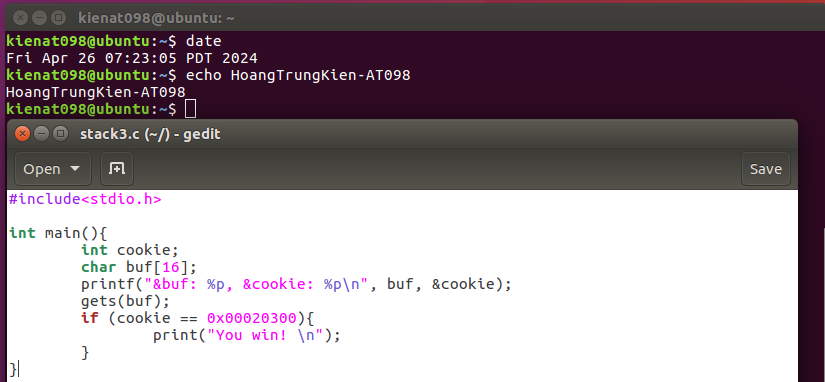 kienat098@ubuntu: ~
kienat098@ubuntu:~$ date
Fri Apr 26 07:23:05 PDT 2024
kienat098@ubuntu:~$ echo HoangTrungKien-AT098
HoangTrungKien-AT098
kienat098@ubuntu:~$
stack3.c (~/) - gedit
Open Save
#include<stdio.h>
int main(){
int cookie;
char buf[16];
printf("&buf: %p, &cookie: %p\n", buf, &cookie);
gets(buf);
if (cookie == 0x00020300){
print("You win! \n");
}
}